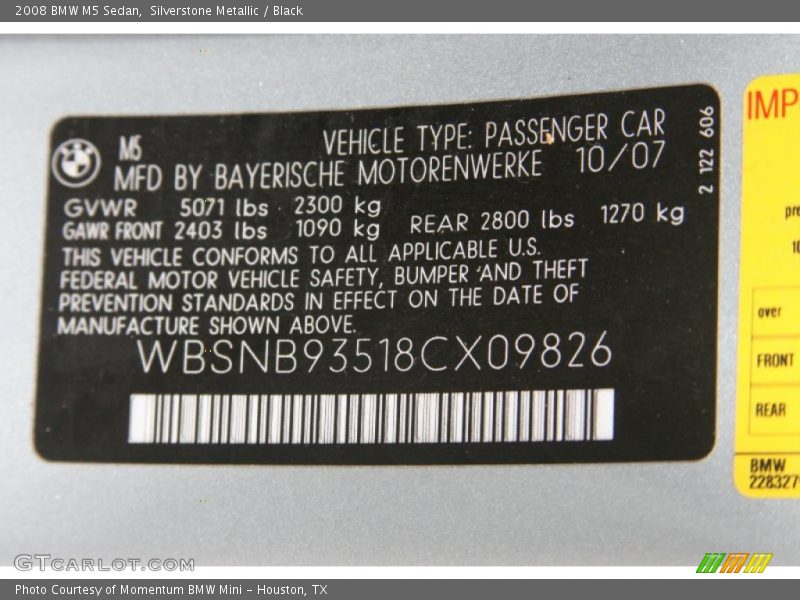 2008 BMW M5 Sedan, Silverstone Metallic / Black
M5 VEHICLE TYPE: PASSENGER CAR
MFD BY BAYERISCHE MOTORENWERKE 10/07
GVWR 5071 lbs 2300 kg
GAWR FRONT 2403 lbs 1090 kg REAR 2800 lbs 1270 kg
THIS VEHICLE CONFORMS TO ALL APPLICABLE U.S.
FEDERAL MOTOR VEHICLE SAFETY, BUMPER AND THEFT
PREVENTION STANDARDS IN EFFECT ON THE DATE OF
MANUFACTURE SHOWN ABOVE.
WBSNB93518CX09826
2 122 606
BMW
IMP
pre
10
over
FRONT
REAR
BMW
228327
GTCARLOT.COM
Photo Courtesy of Momentum BMW Mini - Houston, TX